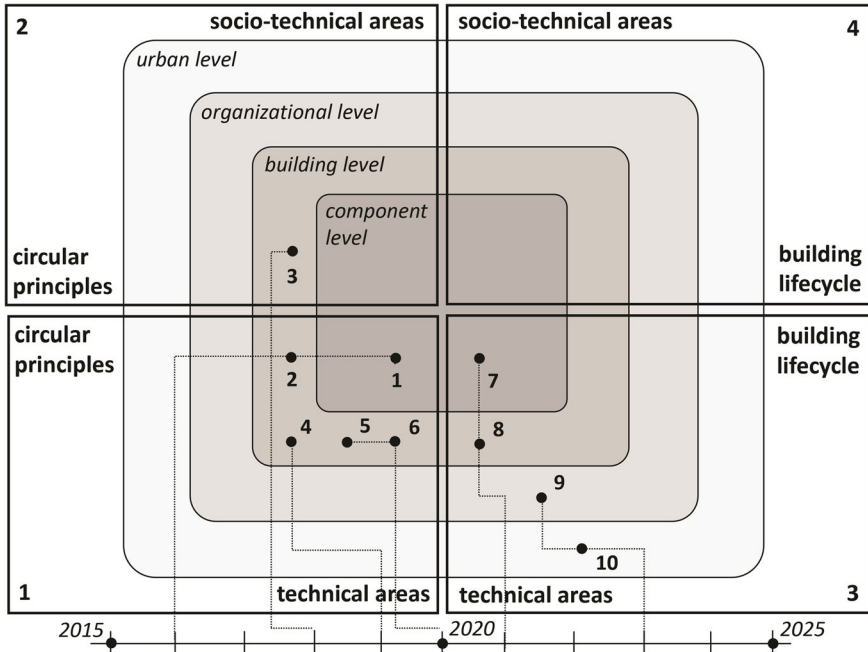 2
socio-technical areas
socio-technical areas
4
urban level
organizational level
building level
component
level
circular
principles
3
building
lifecycle
circular
principles
building
lifecycle
2
1
7
4
5
6
8
9
10
1
technical areas
technical areas
3
2015
2020
2025